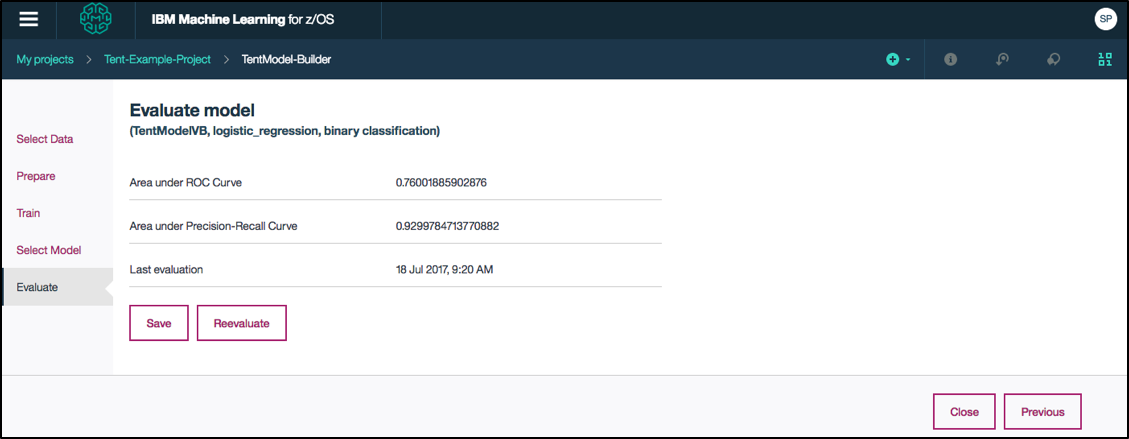 IBM Machine Learning for z/OS
SP
My projects > Tent-Example-Project > TentModel-Builder
Evaluate model
(TentModelVB, logistic_regression, binary classification)
Select Data
Prepare
Train
Select Model
Evaluate
Area under ROC Curve 0.76001885902876
Area under Precision-Recall Curve 0.9299784713770882
Last evaluation 18 Jul 2017, 9:20 AM
Save Reevaluate
Close Previous